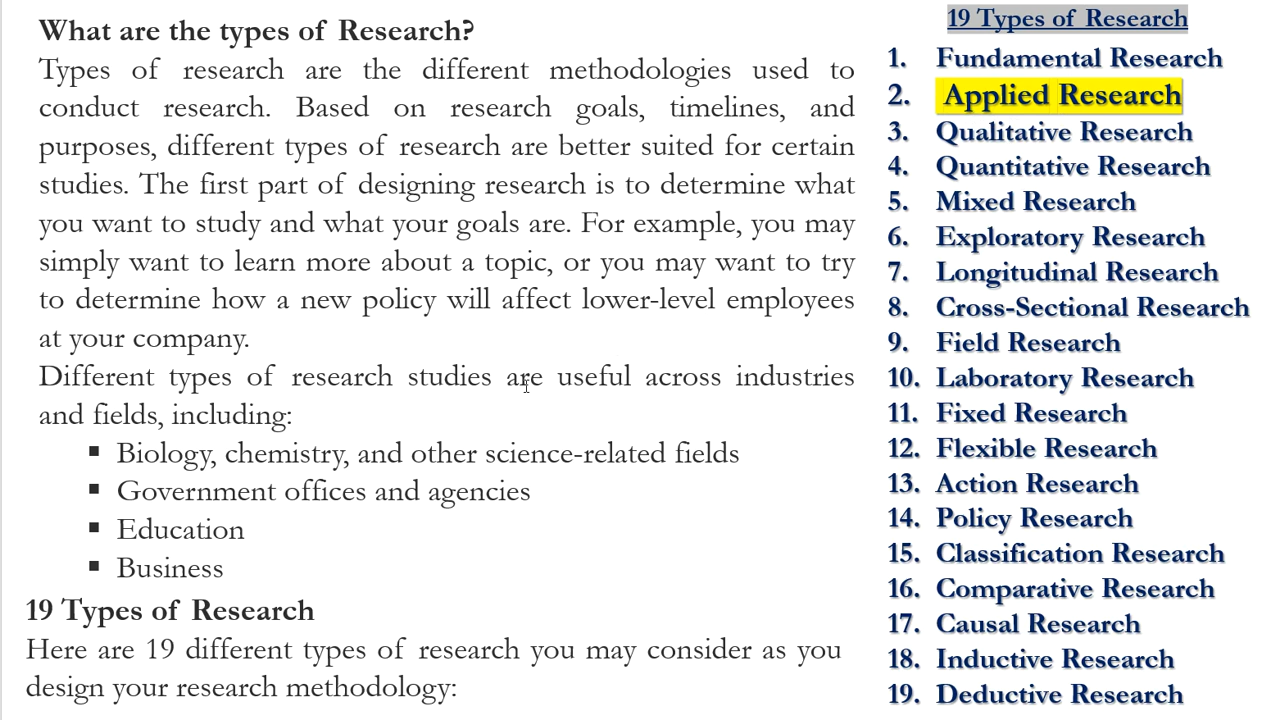 What are the types of Research?
Types of research are the different methodologies used to
conduct research. Based on research goals, timelines, and
purposes, different types of research are better suited for certain
studies. The first part of designing research is to determine what
you want to study and what your goals are. For example, you may
simply want to learn more about a topic, or you may want to try
to determine how a new policy will affect lower-level employees
at your company.
Different types of research studies are useful across industries
and fields, including:
▪ Biology, chemistry, and other science-related fields
▪ Government offices and agencies
▪ Education
▪ Business
19 Types of Research
Here are 19 different types of research you may consider as you
design your research methodology:
19 Types of Research
1. Fundamental Research
2. Applied Research
3. Qualitative Research
4. Quantitative Research
5. Mixed Research
6. Exploratory Research
7. Longitudinal Research
8. Cross-Sectional Research
9. Field Research
10. Laboratory Research
11. Fixed Research
12. Flexible Research
13. Action Research
14. Policy Research
15. Classification Research
16. Comparative Research
17. Causal Research
18. Inductive Research
19. Deductive Research